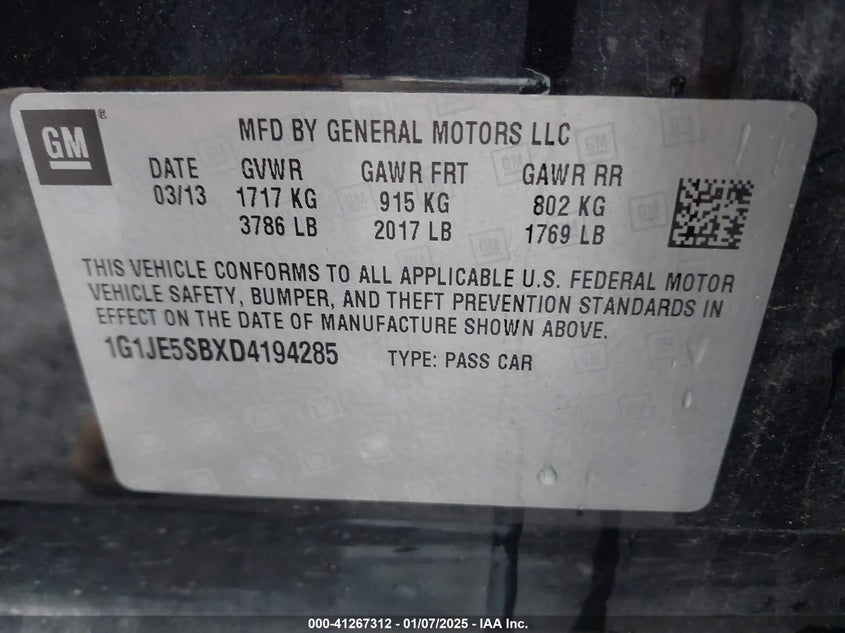 GM
MFD BY GENERAL MOTORS LLC
DATE GVWR GAWR FRT GAWR RR
03/13 1717 KG 915 KG 802 KG
3786 LB 2017 LB 1769 LB
THIS VEHICLE CONFORMS TO ALL APPLICABLE U.S. FEDERAL MOTOR
VEHICLE SAFETY, BUMPER, AND THEFT PREVENTION STANDARDS IN
EFFECT ON THE DATE OF MANUFACTURE SHOWN ABOVE.
1G1JE5SBXD4194285 TYPE: PASS CAR
000-41267312 - 01/07/2025 - IAA Inc.